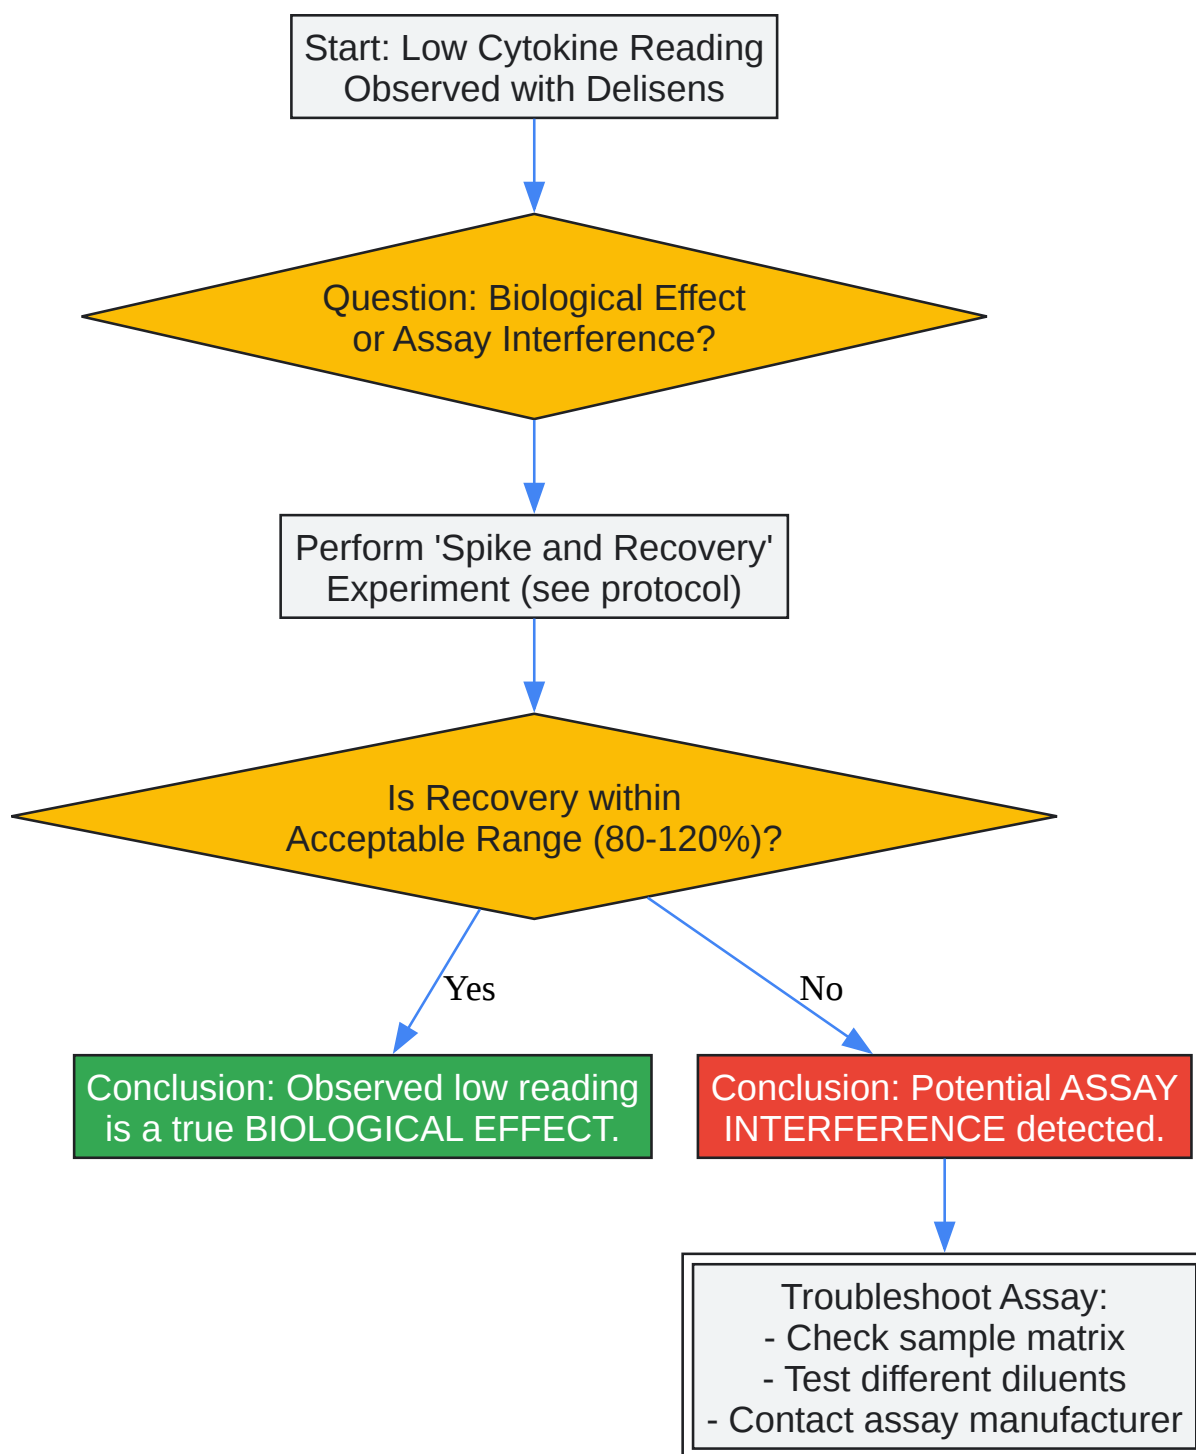 Start: Low Cytokine Reading
Observed with Delisens
Question: Biological Effect
or Assay Interference?
Perform 'Spike and Recovery'
Experiment (see protocol)
Is Recovery within
Acceptable Range (80-120%)?
Yes
No
Conclusion: Observed low reading
is a true BIOLOGICAL EFFECT.
Conclusion: Potential ASSAY
INTERFERENCE detected.
Troubleshoot Assay:
- Check sample matrix
- Test different diluents
- Contact assay manufacturer